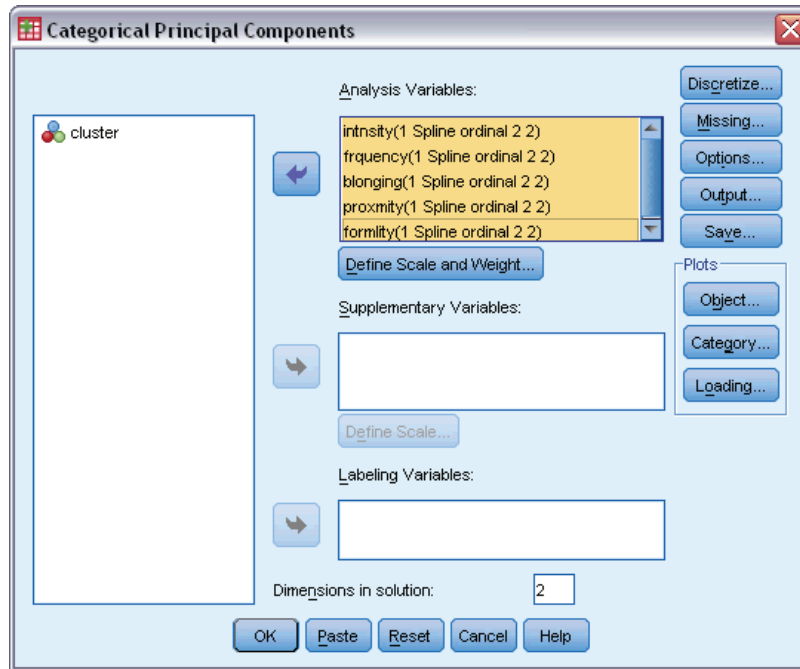 Categorical Principal Components
cluster
Analysis Variables:
intnsity(1 Spline ordinal 2 2)
frquency(1 Spline ordinal 2 2)
blonging(1 Spline ordinal 2 2)
proxmity(1 Spline ordinal 2 2)
formlity(1 Spline ordinal 2 2)
Define Scale and Weight...
Supplementary Variables:
Define Scale...
Labeling Variables:
Dimensions in solution:
2
Discretize...
Missing...
Options...
Output...
Save...
Plots
Object...
Category...
Loading...
OK
Paste
Reset
Cancel
Help